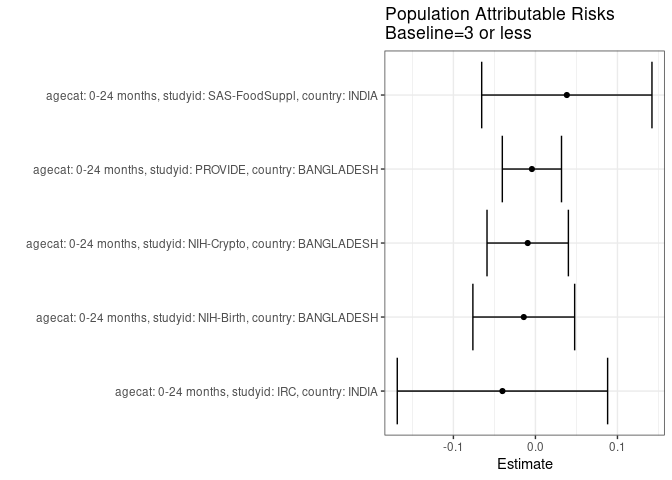 Population Attributable Risks
Baseline=3 or less
agecat: 0-24 months, studyid: SAS-FoodSuppl, country: INDIA
agecat: 0-24 months, studyid: PROVIDE, country: BANGLADESH
agecat: 0-24 months, studyid: NIH-Crypto, country: BANGLADESH
agecat: 0-24 months, studyid: NIH-Birth, country: BANGLADESH
agecat: 0-24 months, studyid: IRC, country: INDIA
-0.1 0.0 0.1
Estimate